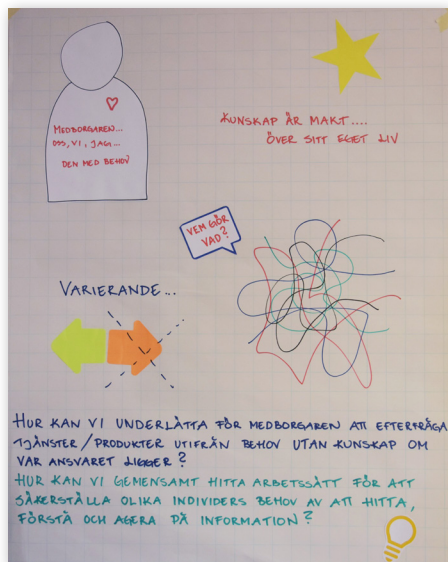 KUNSKAP ÄR MAKT....
ÖVER SITT EGET LIV
MEDBORGAREN...
OSS, VI, JAG...
DEN MED BEHOV
VEM GÖR
VAD?
VARIERANDE...
HUR KAN VI UNDERLÄTTA FÖR MEDBORGAREN ATT EFTERFRÅGA
TJÄNSTER/PRODUKTER UTIFRÅN BEHOV UTAN KUNSKAP OM
VAR ANSVARET LIGGER?
HUR KAN VI GEMENSAMT HITTA ARBETSSÄTT FÖR ATT
SÄKERSTÄLLA OLIKA INDIVIDERS BEHOV AV ATT HITTA,
FÖRSTÅ OCH AGERA PÅ INFORMATION?